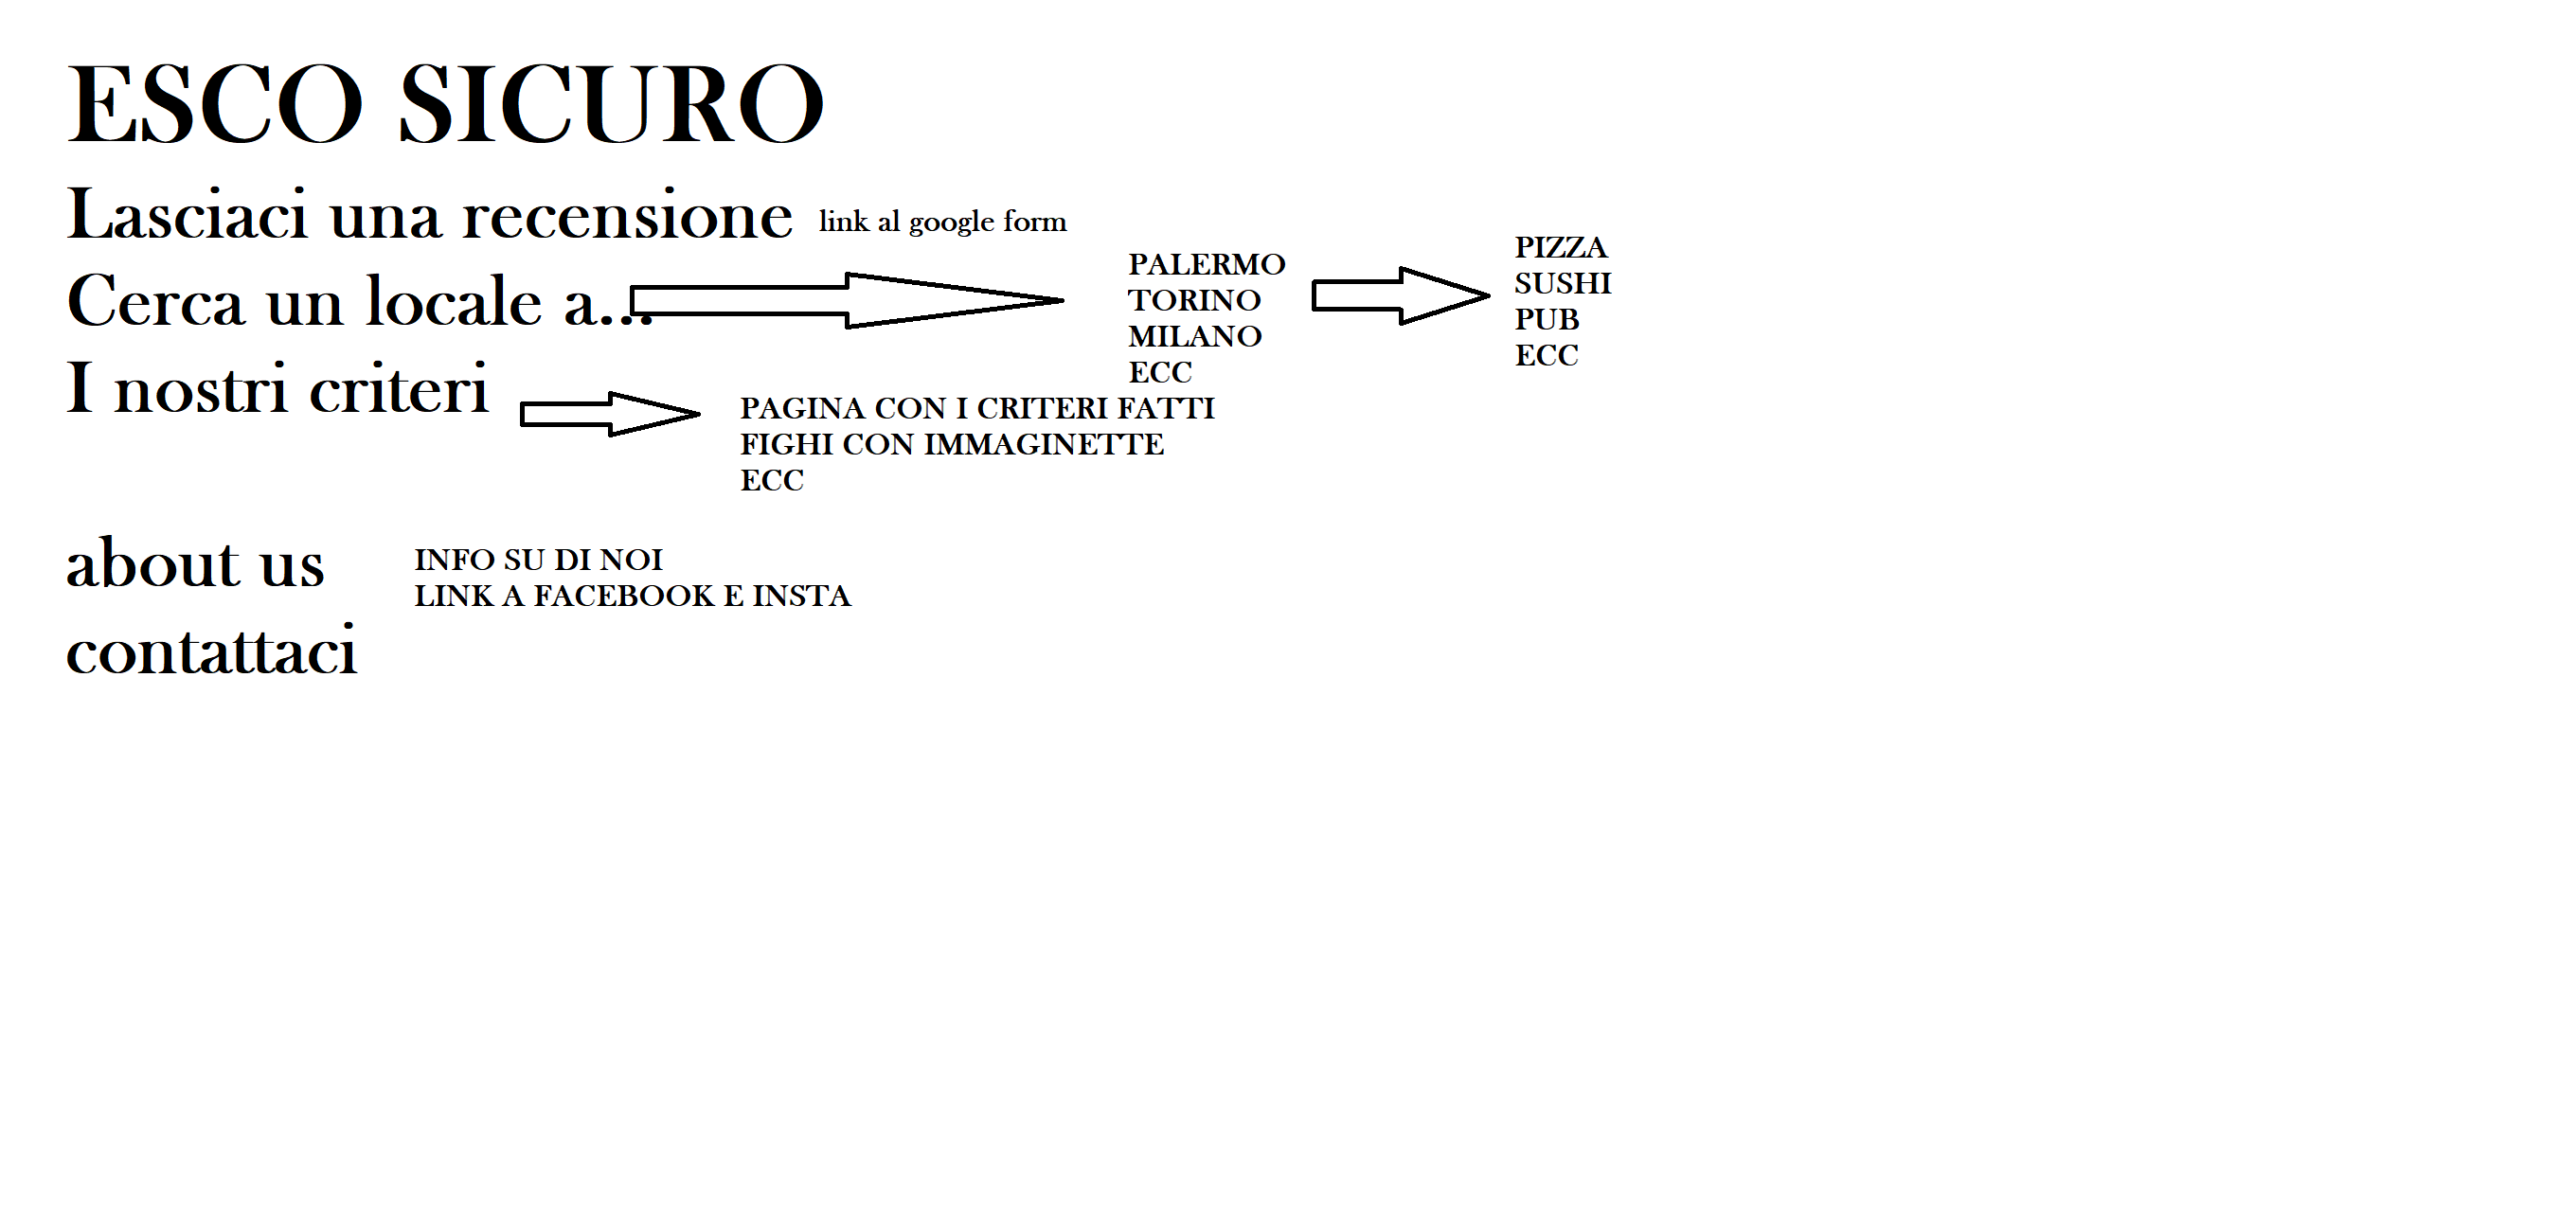 ESCO SICURO
Lasciaci una recensione link al google form
Cerca un locale a...
PALERMO
TORINO
MILANO
ECC
PIZZA
SUSHI
PUB
ECC
I nostri criteri
PAGINA CON I CRITERI FATTI
FIGHI CON IMMAGINETTE
ECC
about us
INFO SU DI NOI
LINK A FACEBOOK E INSTA
contattaci